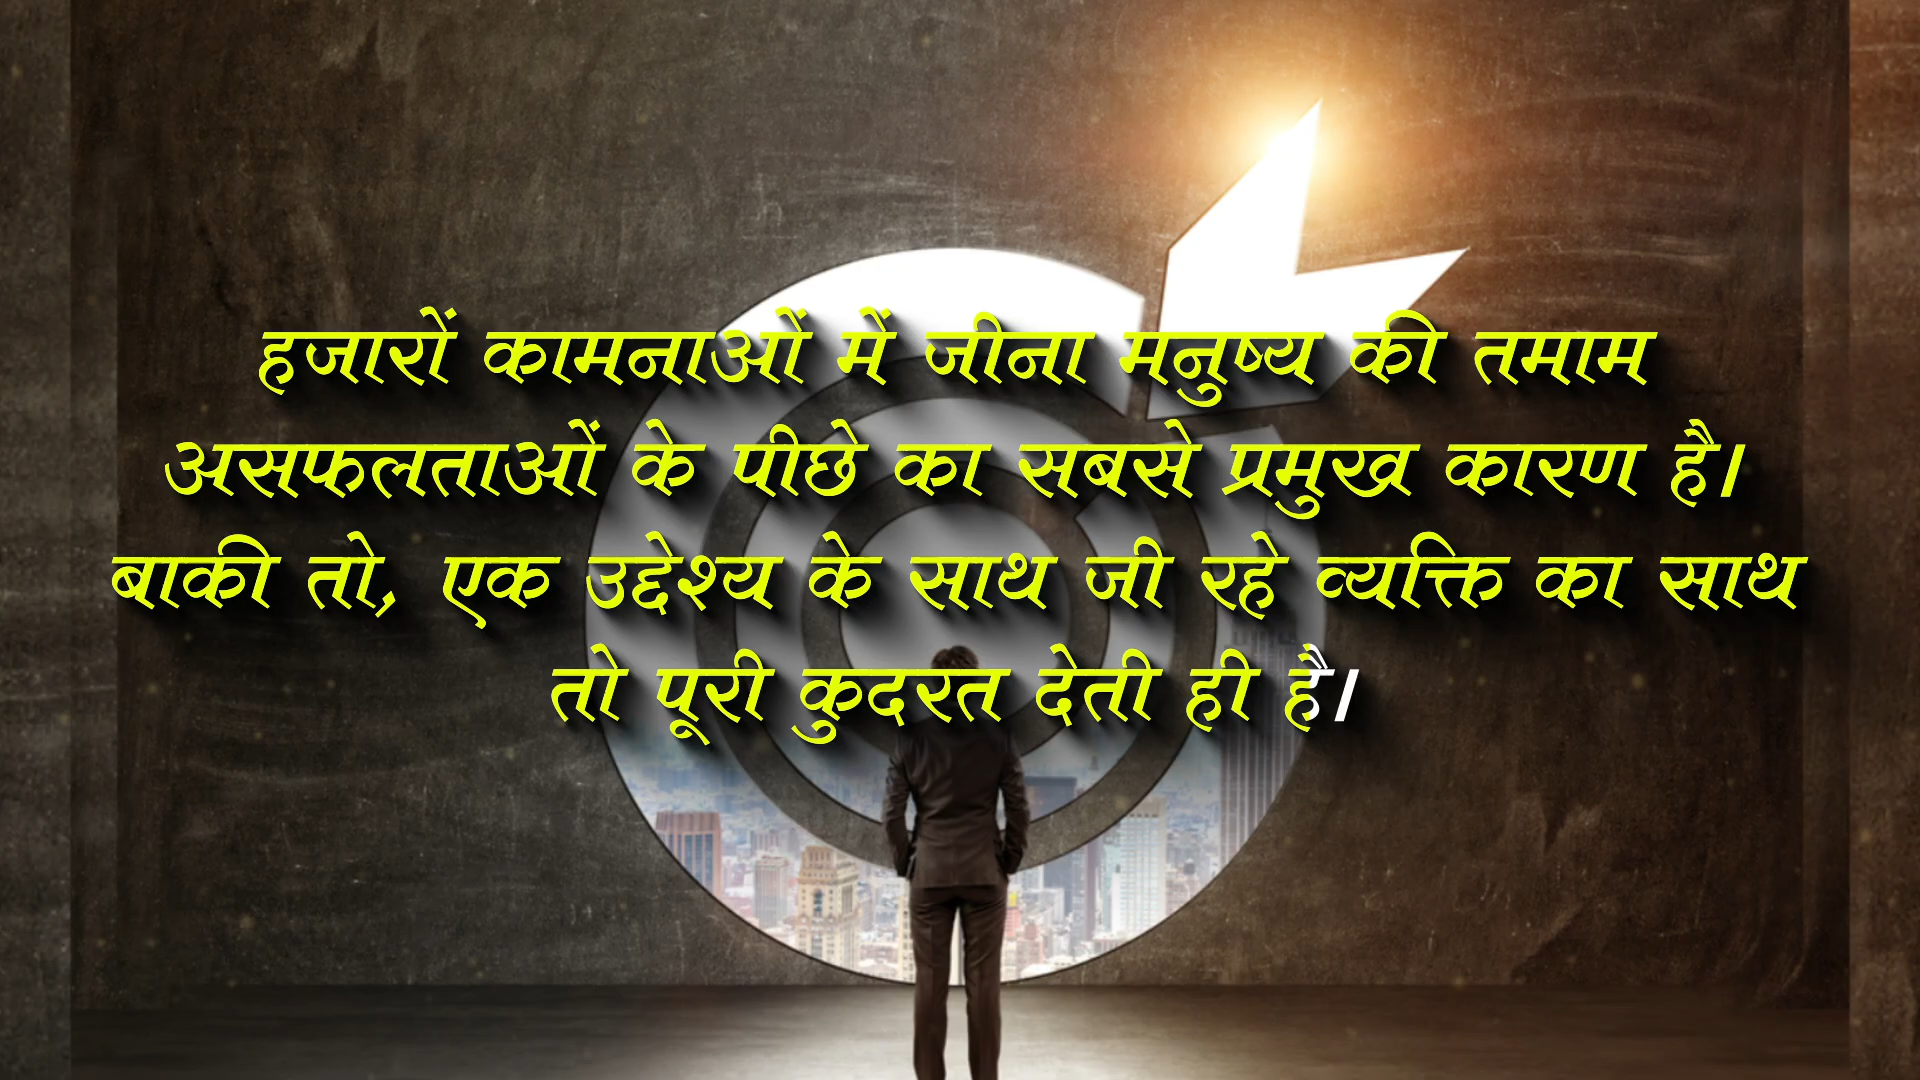 हजारों कामनाओं में जीना मनुष्य की तमाम
असफलताओं के पीछे का सबसे प्रमुख कारण है।
बाकी तो, एक उद्देश्य के साथ जी रहे व्यक्ति का साथ
तो पूरी कुदरत देती ही है।